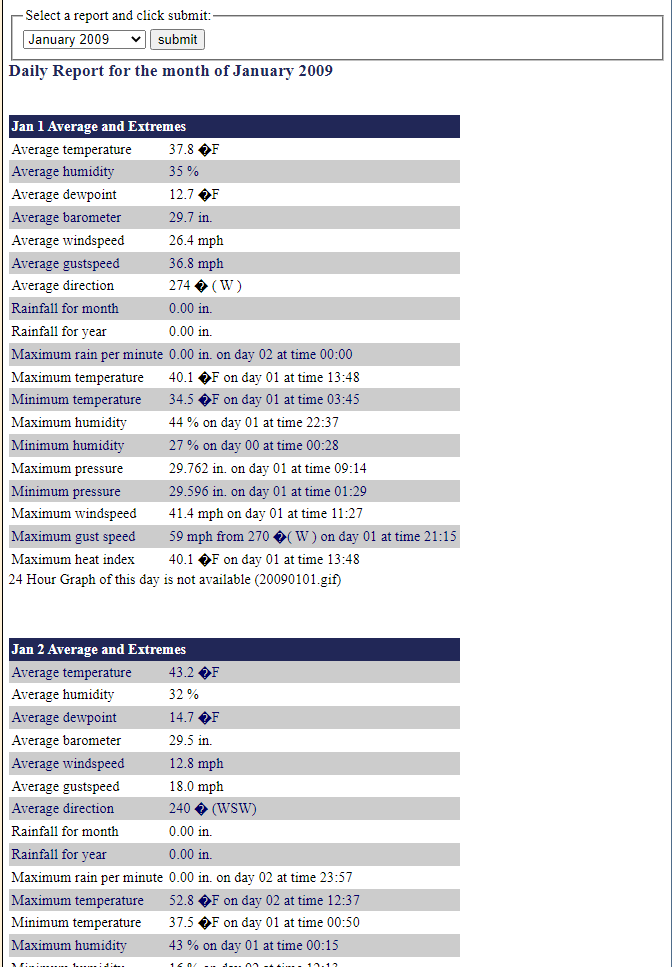 Select a report and click submit:
January 2009 submit
Daily Report for the month of January 2009
Jan 1 Average and Extremes
Average temperature 37.8 �F
Average humidity 35 %
Average dewpoint 12.7 �F
Average barometer 29.7 in.
Average windspeed 26.4 mph
Average gustspeed 36.8 mph
Average direction 274 � ( W )
Rainfall for month 0.00 in.
Rainfall for year 0.00 in.
Maximum rain per minute 0.00 in. on day 02 at time 00:00
Maximum temperature 40.1 �F on day 01 at time 13:48
Minimum temperature 34.5 �F on day 01 at time 03:45
Maximum humidity 44 % on day 01 at time 22:37
Minimum humidity 27 % on day 00 at time 00:28
Maximum pressure 29.762 in. on day 01 at time 09:14
Minimum pressure 29.596 in. on day 01 at time 01:29
Maximum windspeed 41.4 mph on day 01 at time 11:27
Maximum gust speed 59 mph from 270 �( W ) on day 01 at time 21:15
Maximum heat index 40.1 �F on day 01 at time 13:48
24 Hour Graph of this day is not available (20090101.gif)
Jan 2 Average and Extremes
Average temperature 43.2 �F
Average humidity 32 %
Average dewpoint 14.7 �F
Average barometer 29.5 in.
Average windspeed 12.8 mph
Average gustspeed 18.0 mph
Average direction 240 � (WSW)
Rainfall for month 0.00 in.
Rainfall for year 0.00 in.
Maximum rain per minute 0.00 in. on day 02 at time 23:57
Maximum temperature 52.8 �F on day 02 at time 12:37
Minimum temperature 37.5 �F on day 01 at time 00:50
Maximum humidity 43 % on day 01 at time 00:15
Minimum humidity 16 % on day 02 at time 12:13